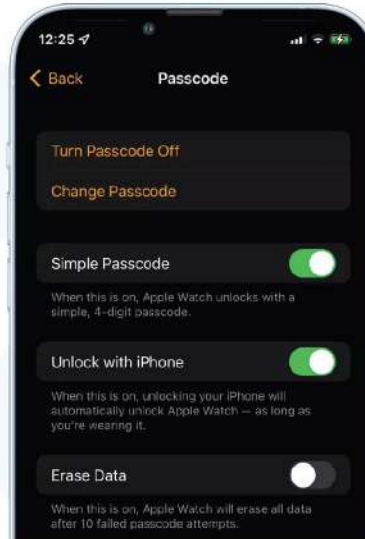 12:25
Back
Passcode
Turn Passcode Off
Change Passcode
Simple Passcode
When this is on, Apple Watch unlocks with a
simple, 4-digit passcode.
Unlock with iPhone
When this is on, unlocking your iPhone will
automatically unlock Apple Watch — as long as
you're wearing it.
Erase Data
When this is on, Apple Watch will erase all data
after 10 failed passcode attempts.